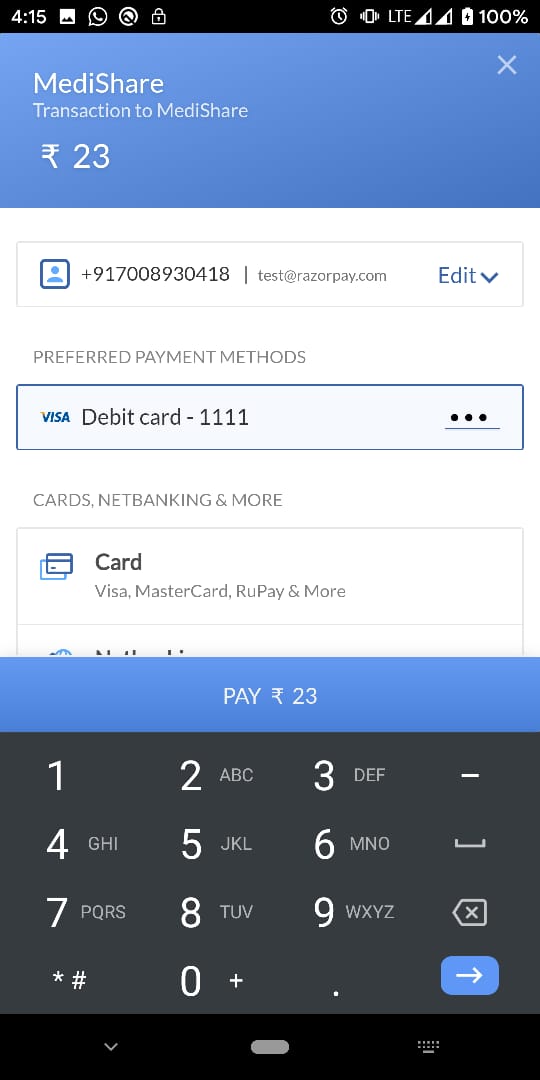 4:15 LTE 100%
MediShare
Transaction to MediShare
₹ 23
+917008930418 | test@razorpay.com Edit
PREFERRED PAYMENT METHODS
VISA Debit card - 1111 •••
CARDS, NETBANKING & MORE
Card
Visa, MasterCard, RuPay & More
PAY ₹ 23
1 2 ABC 3 DEF –
4 GHI 5 JKL 6 MNO
7 PQRS 8 TUV 9 WXYZ
* # 0 + .